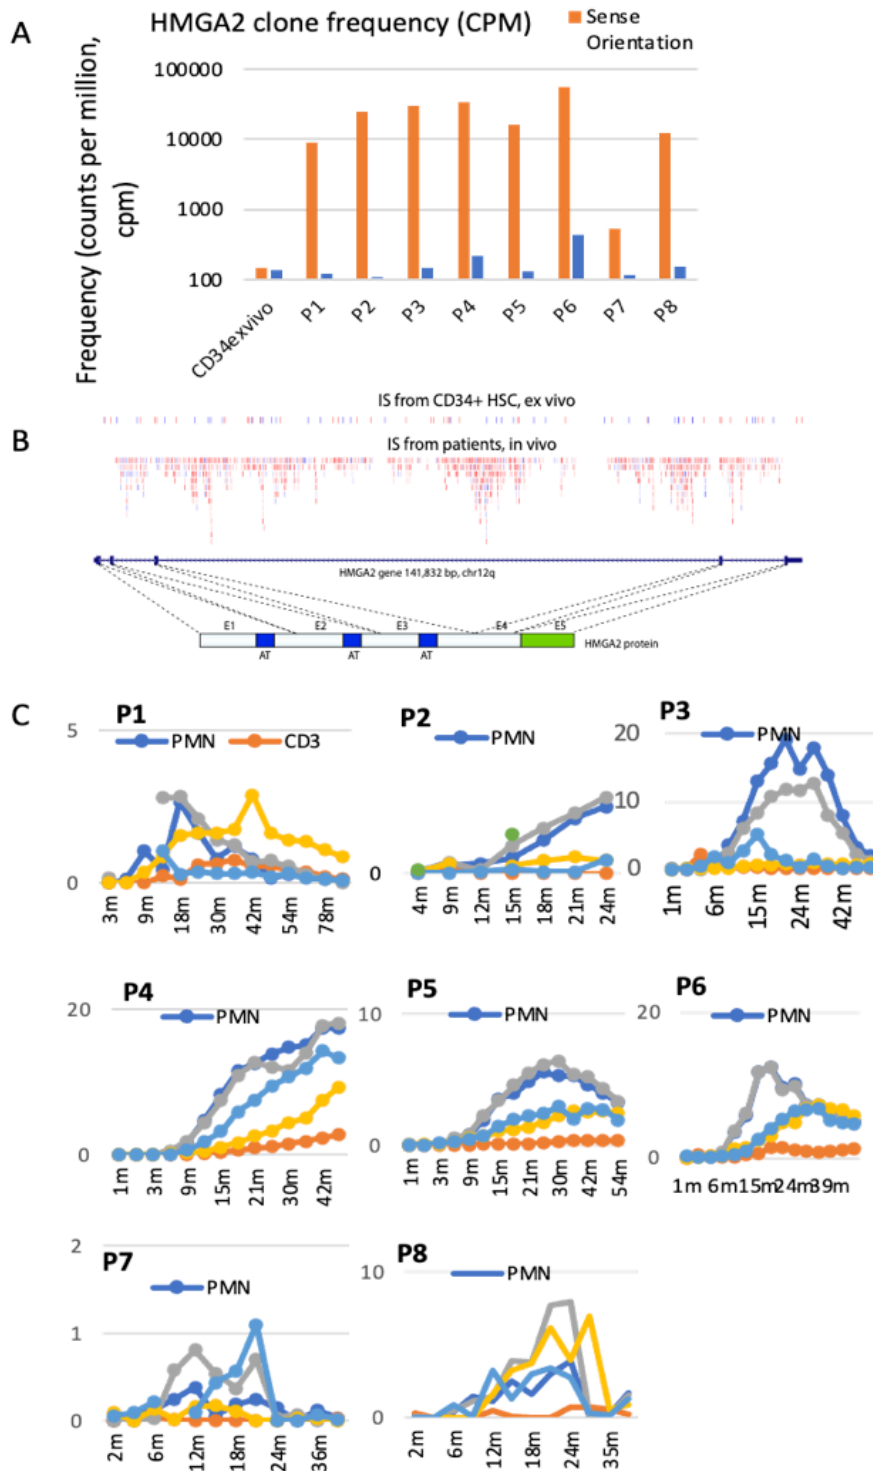 A
HMGA2 clone frequency (CPM)
Sense
Orientation
Frequency (counts per million,
cpm)
100000
10000
1000
100
CD34exvivo
P1
P2
P3
P4
P5
P6
P7
P8
IS from CD34+ HSC, ex vivo
B
IS from patients, in vivo
HMGA2 gene 141,832 bp, chr12q
E1 E2 E3 E4 E5
HMGA2 protein
AT AT AT
C
P1
PMN CD3
5
0
3m 9m 18m 30m 42m 54m 78m
P2
PMN
0
4m 9m 12m 15m 18m 21m 24m
P3
PMN
20
10
0
1m 6m 15m 24m 42m
P4
PMN
20
0
1m 3m 9m 15m 21m 30m 42m
P5
PMN
10
0
1m 3m 9m 15m 21m 30m 42m 54m
P6
PMN
20
0
1m 6m 15m 24m 39m
P7
PMN
2
1
0
2m 6m 12m 18m 24m 36m
P8
PMN
10
0
2m 6m 12m 18m 24m 35m